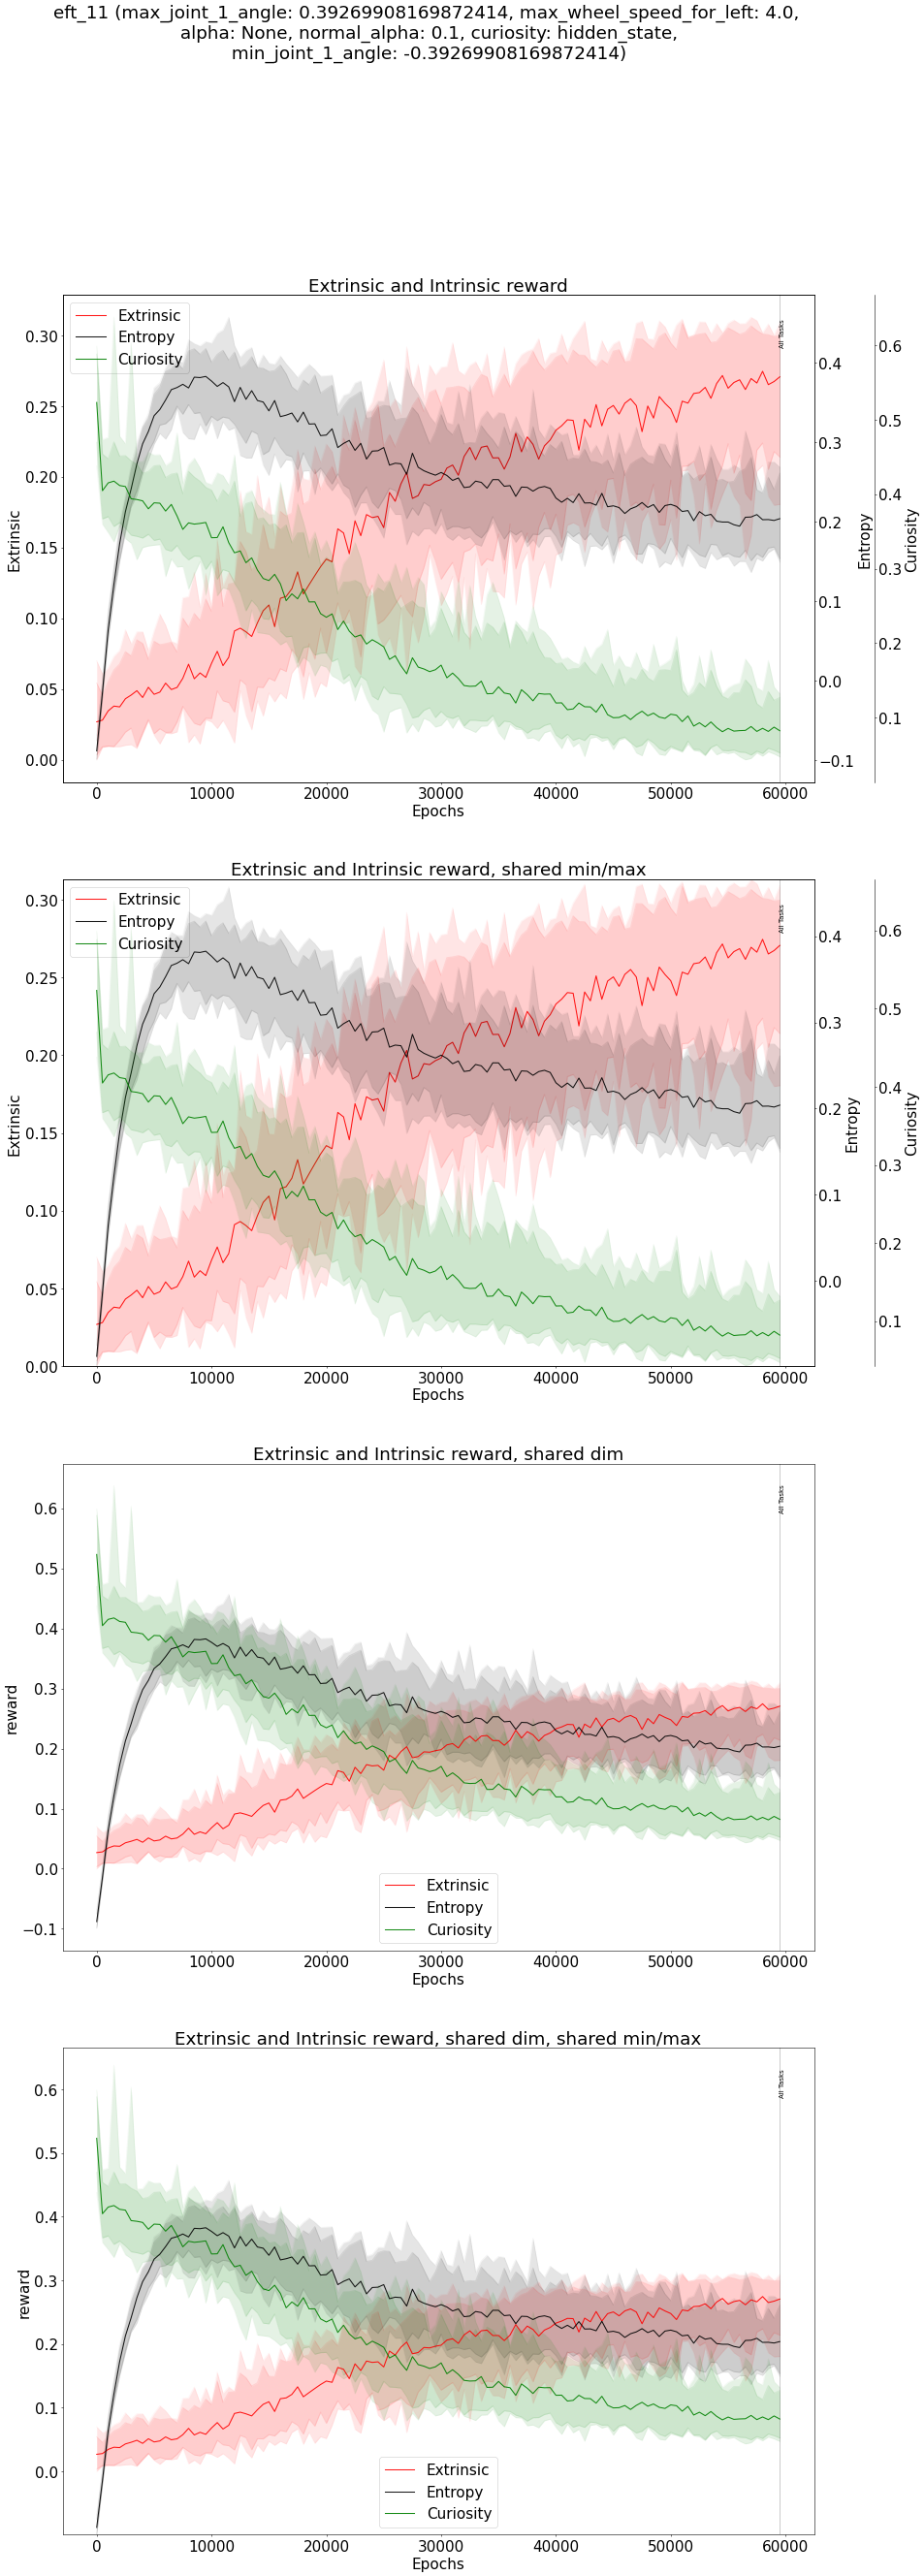 eft_11 (max_joint_1_angle: 0.39269908169872414, max_wheel_speed_for_left: 4.0,
alpha: None, normal_alpha: 0.1, curiosity: hidden_state,
min_joint_1_angle: -0.39269908169872414)
Extrinsic and Intrinsic reward
Extrinsic
Entropy
Curiosity
All Tasks
0.30
0.25
0.20
0.15
0.10
0.05
0.00
Extrinsic
0.4
0.3
0.2
0.1
0.0
−0.1
Entropy
0.6
0.5
0.4
0.3
0.2
0.1
Curiosity
0 10000 20000 30000 40000 50000 60000
Epochs
Extrinsic and Intrinsic reward, shared min/max
Extrinsic
Entropy
Curiosity
All Tasks
0.30
0.25
0.20
0.15
0.10
0.05
0.00
Extrinsic
0.4
0.3
0.2
0.1
0.0
Entropy
0.6
0.5
0.4
0.3
0.2
0.1
Curiosity
0 10000 20000 30000 40000 50000 60000
Epochs
Extrinsic and Intrinsic reward, shared dim
All Tasks
0.6
0.5
0.4
0.3
0.2
0.1
0.0
−0.1
reward
Extrinsic
Entropy
Curiosity
0 10000 20000 30000 40000 50000 60000
Epochs
Extrinsic and Intrinsic reward, shared dim, shared min/max
All Tasks
0.6
0.5
0.4
0.3
0.2
0.1
0.0
reward
Extrinsic
Entropy
Curiosity
0 10000 20000 30000 40000 50000 60000
Epochs